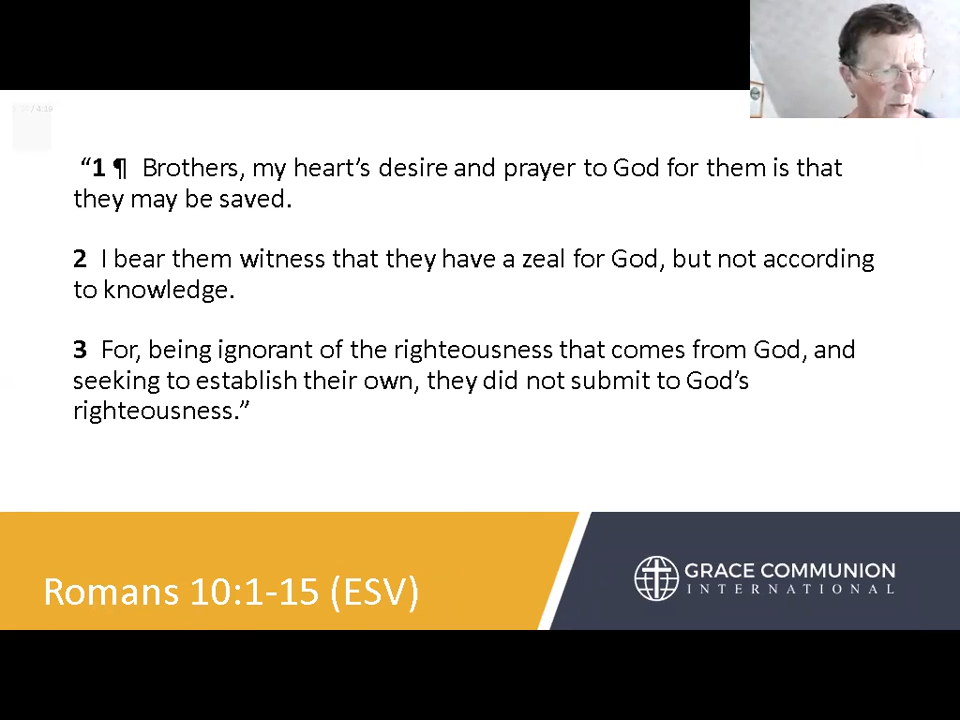 “1 ¶ Brothers, my heart’s desire and prayer to God for them is that
they may be saved.
2 I bear them witness that they have a zeal for God, but not according
to knowledge.
3 For, being ignorant of the righteousness that comes from God, and
seeking to establish their own, they did not submit to God’s
righteousness.”
Romans 10:1-15 (ESV)
GRACE COMMUNION
INTERNATIONAL